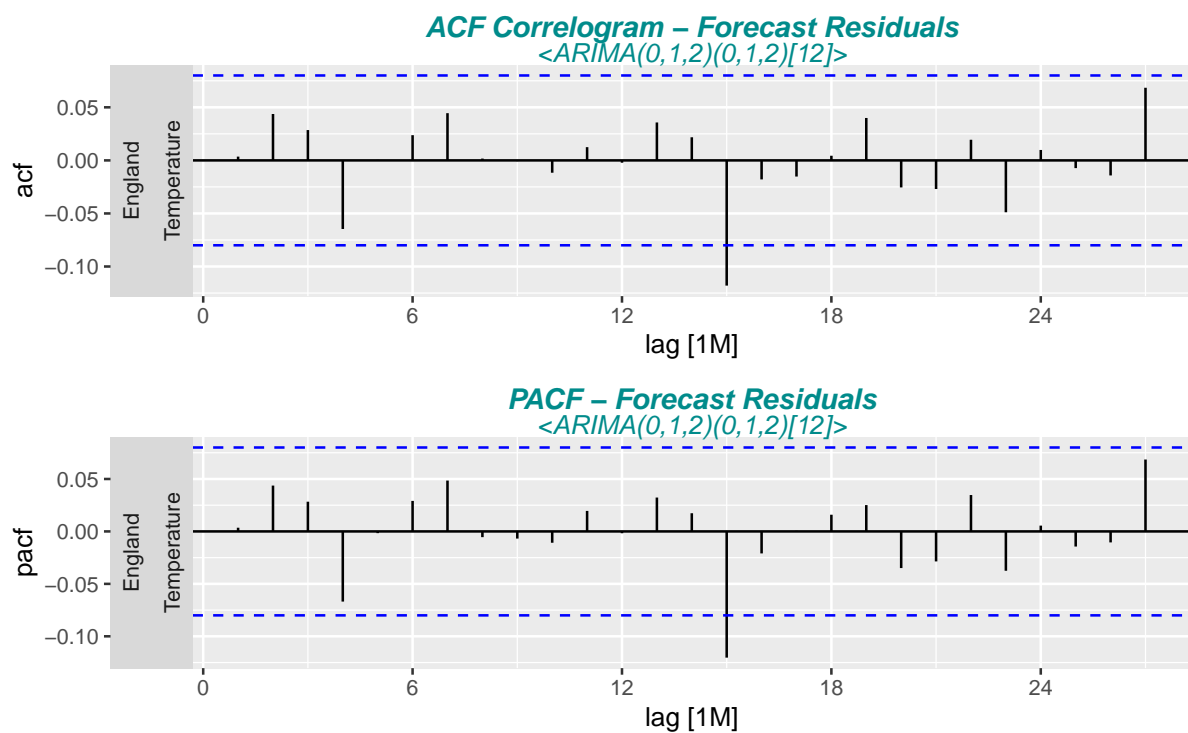 ACF Correlogram – Forecast Residuals
<ARIMA(0,1,2)(0,1,2)[12]>
acf
England
Temperature
0.05
0.00
−0.05
−0.10
0 6 12 18 24
lag [1M]
PACF – Forecast Residuals
<ARIMA(0,1,2)(0,1,2)[12]>
pacf
England
Temperature
0.05
0.00
−0.05
−0.10
0 6 12 18 24
lag [1M]